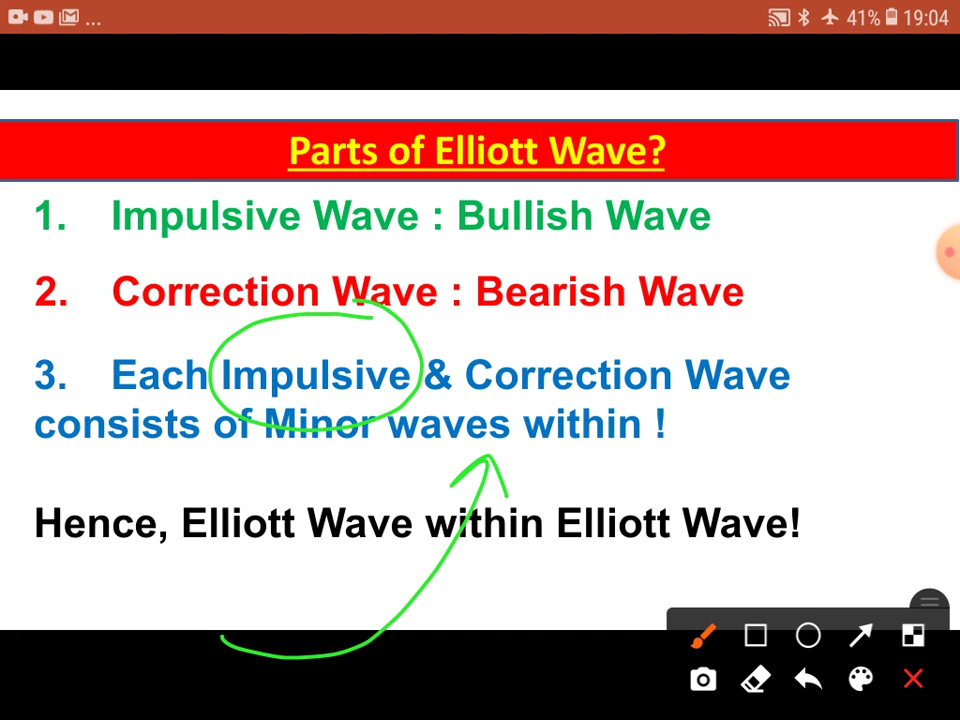 ... 41% 19:04
Parts of Elliott Wave?
1. Impulsive Wave : Bullish Wave
2. Correction Wave : Bearish Wave
3. Each Impulsive & Correction Wave
consists of Minor waves within !
Hence, Elliott Wave within Elliott Wave!